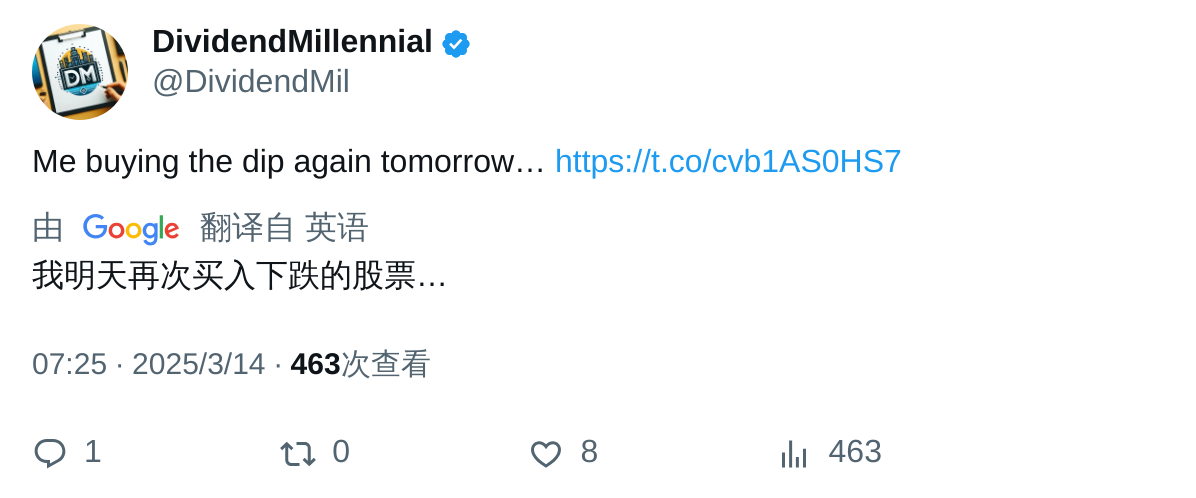 DividendMillennial
@DividendMil
DM
Me buying the dip again tomorrow… https://t.co/cvb1AS0HS7
由 Google 翻译自 英语
我明天再次买入下跌的股票…
07:25 · 2025/3/14 · 463次查看
1 0 8 463